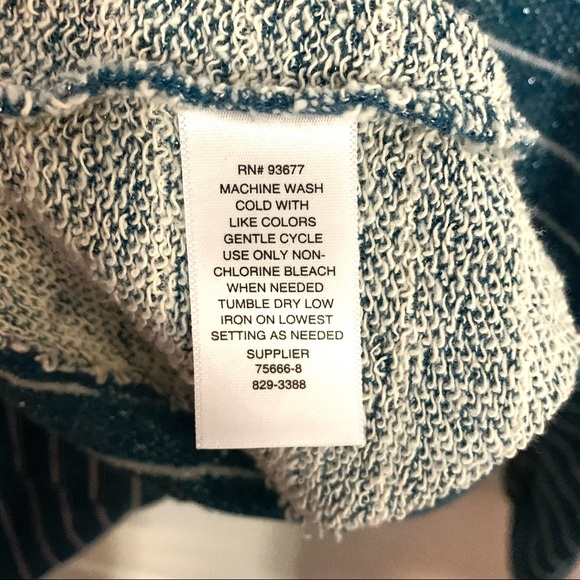 RN# 93677
MACHINE WASH
COLD WITH
LIKE COLORS
GENTLE CYCLE
USE ONLY NON-
CHLORINE BLEACH
WHEN NEEDED
TUMBLE DRY LOW
IRON ON LOWEST
SETTING AS NEEDED
SUPPLIER
75666-8
829-3388